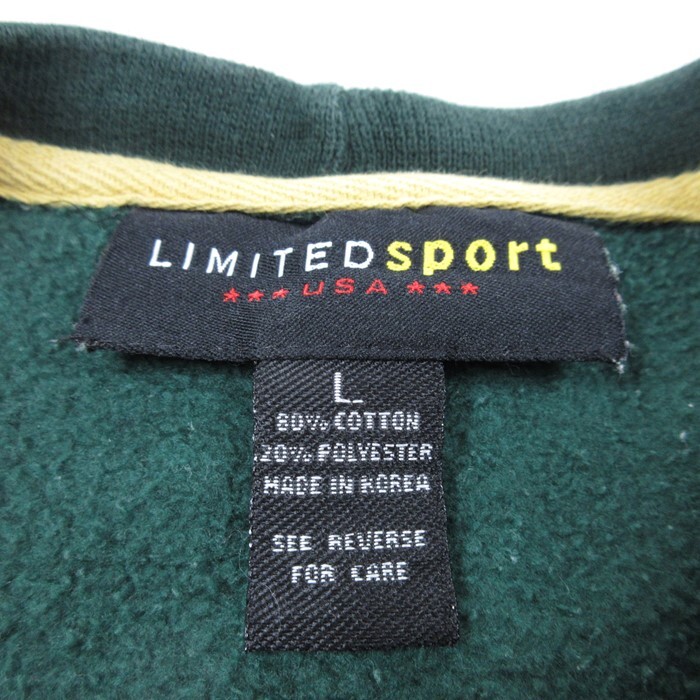 LIMITEDsport
*** USA ***
L
80% COTTON
20% POLYESTER
MADE IN KOREA
SEE REVERSE
FOR CARE